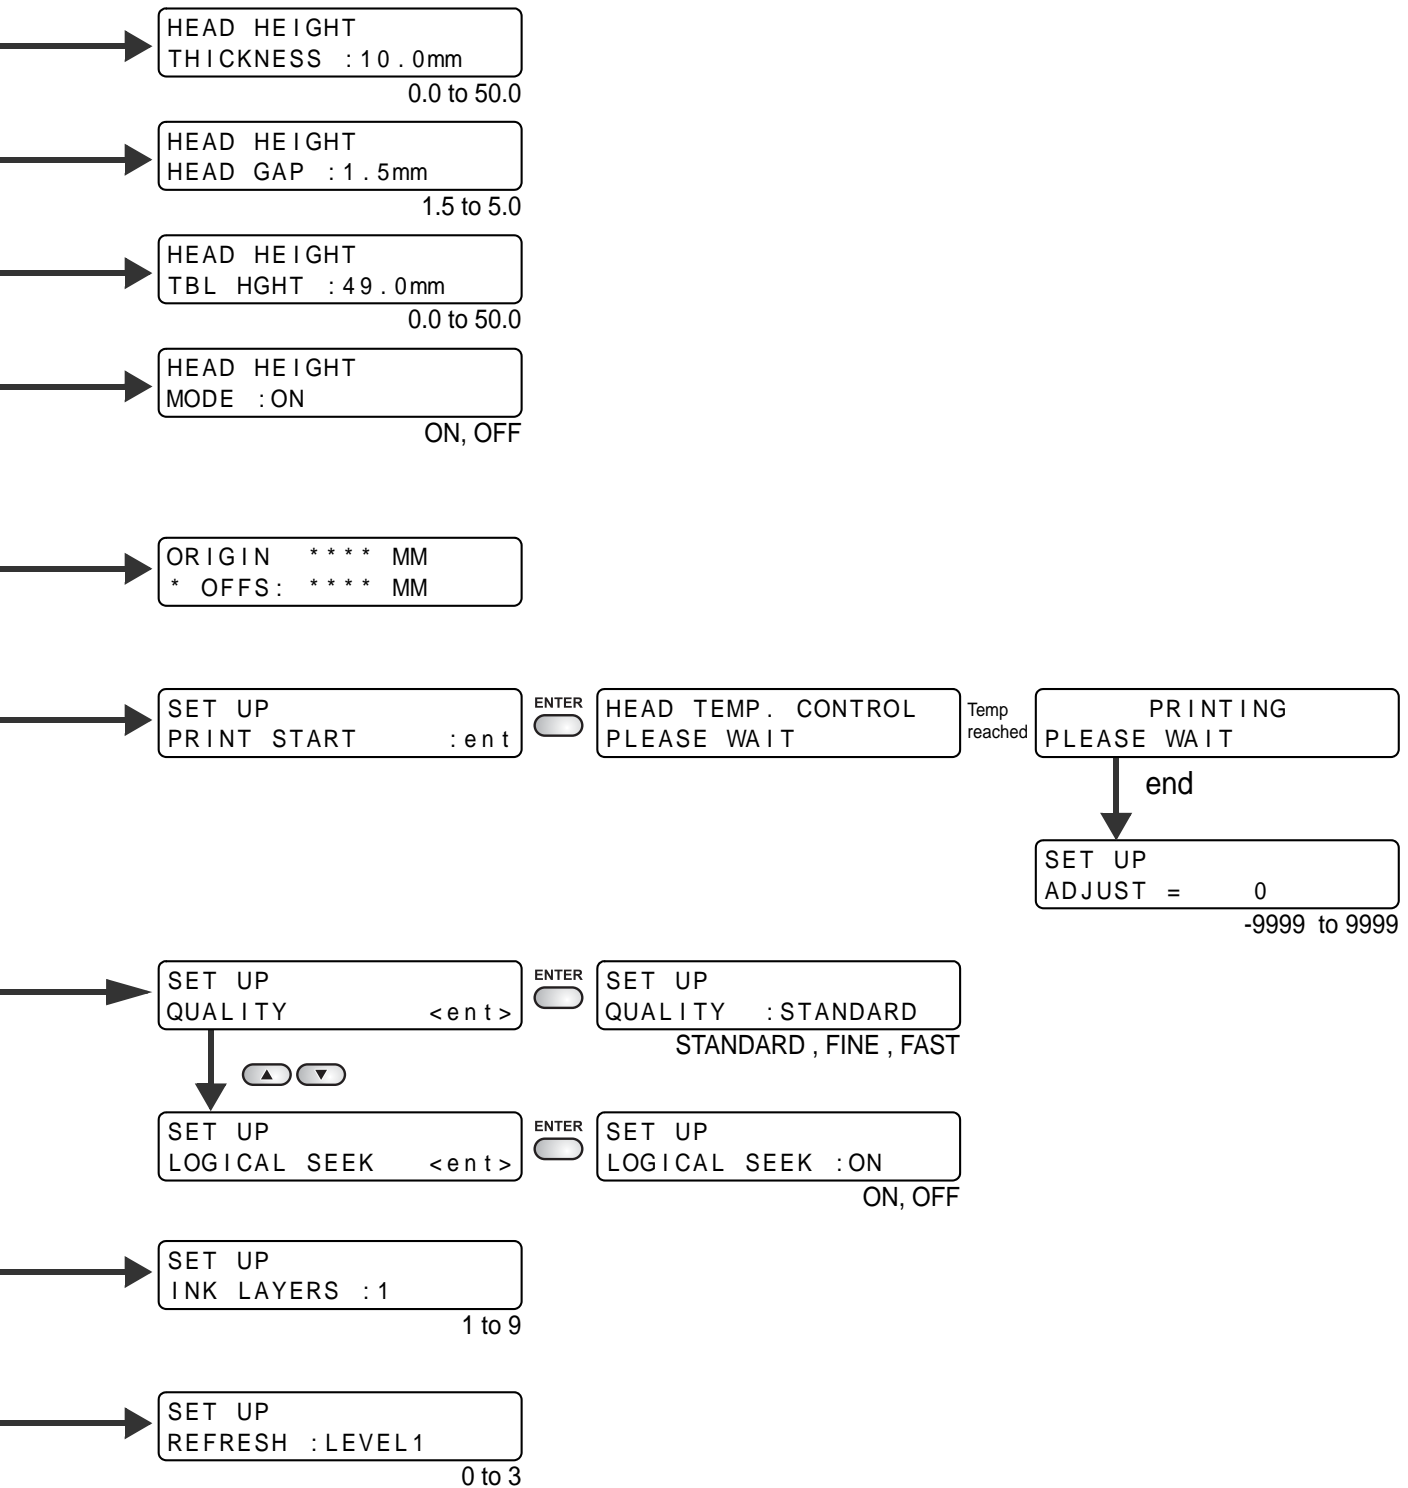 HEAD HEIGHT
THICKNESS :10.0mm
0.0 to 50.0
HEAD HEIGHT
HEAD GAP :1.5mm
1.5 to 5.0
HEAD HEIGHT
TBL HGHT :49.0mm
0.0 to 50.0
HEAD HEIGHT
MODE :ON
ON, OFF
ORIGIN **** MM
* OFFS: **** MM
SET UP
PRINT START :ent
ENTER
HEAD TEMP. CONTROL
PLEASE WAIT
Temp
reached
PRINTING
PLEASE WAIT
end
SET UP
ADJUST = 0
-9999 to 9999
SET UP
QUALITY <ent>
ENTER
SET UP
QUALITY :STANDARD
STANDARD , FINE , FAST
SET UP
LOGICAL SEEK <ent>
ENTER
SET UP
LOGICAL SEEK :ON
ON, OFF
SET UP
INK LAYERS :1
1 to 9
SET UP
REFRESH :LEVEL1
0 to 3